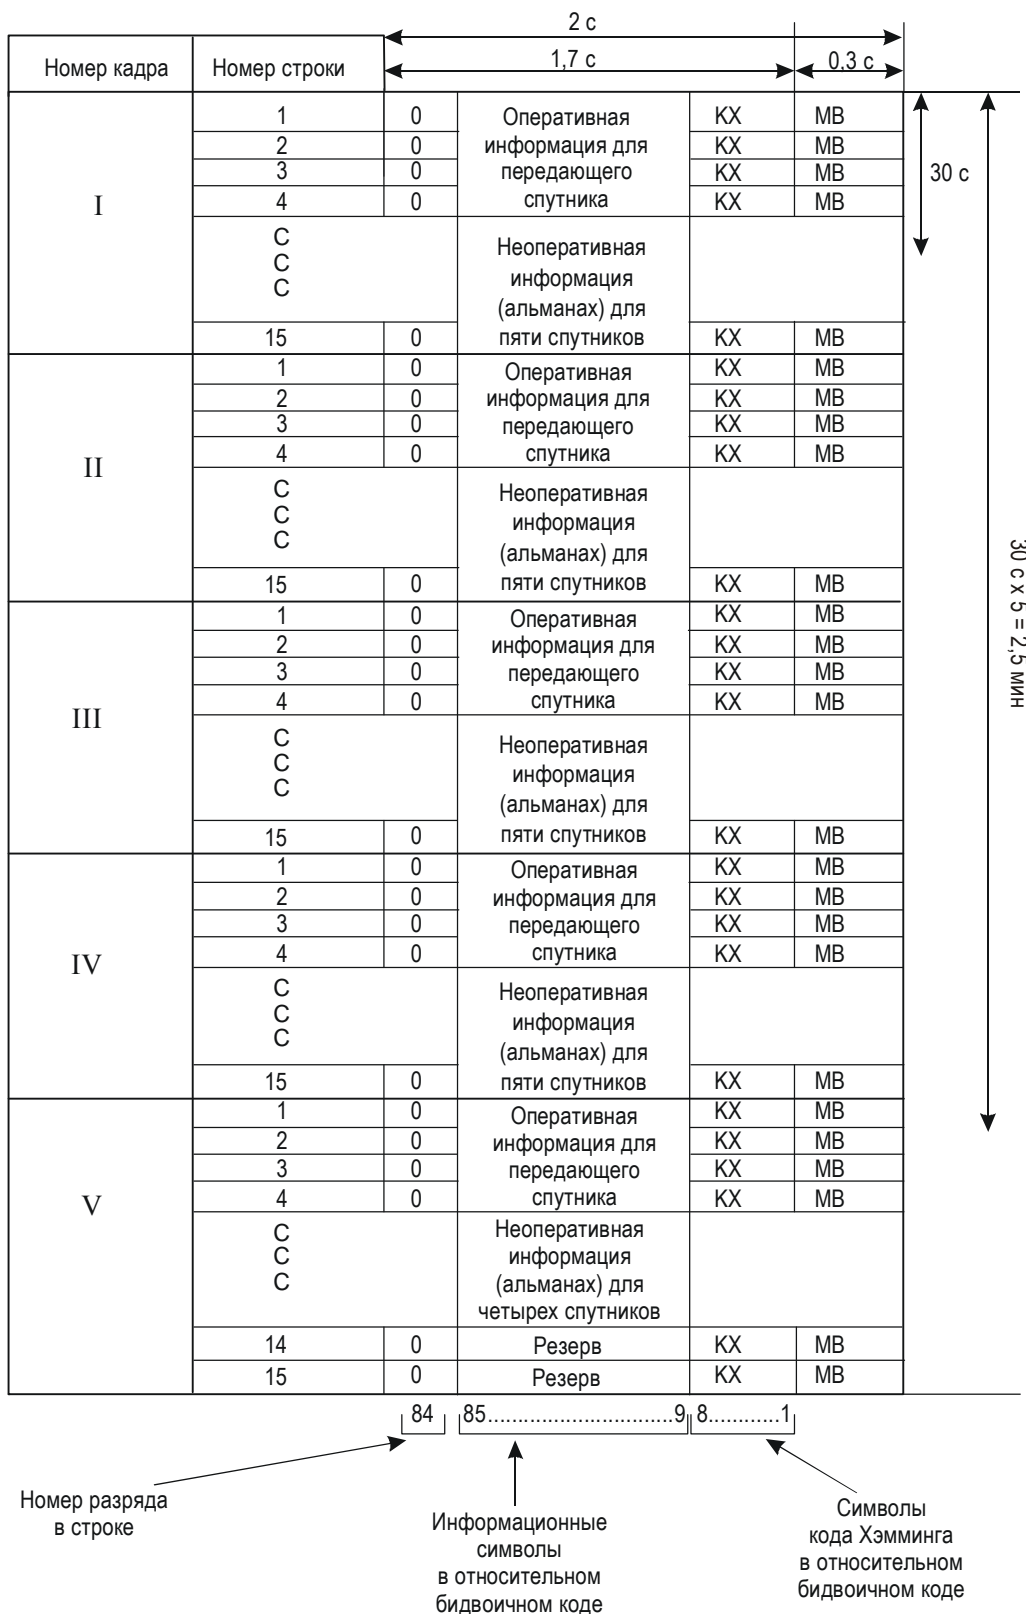 2 с
Номер кадра Номер строки 1,7 с 0,3 с
I
1 0 Оперативная КХ МВ
2 0 информация для КХ МВ
3 0 передающего КХ МВ
4 0 спутника КХ МВ
30 с
С
С
С
Неоперативная
информация
(альманах) для
15 0 пяти спутников КХ МВ
II
1 0 Оперативная КХ МВ
2 0 информация для КХ МВ
3 0 передающего КХ МВ
4 0 спутника КХ МВ
С
С
С
Неоперативная
информация
(альманах) для
15 0 пяти спутников КХ МВ
30 с x 5 = 2,5 мин
III
1 0 Оперативная КХ МВ
2 0 информация для КХ МВ
3 0 передающего КХ МВ
4 0 спутника КХ МВ
С
С
С
Неоперативная
информация
(альманах) для
15 0 пяти спутников КХ МВ
IV
1 0 Оперативная КХ МВ
2 0 информация для КХ МВ
3 0 передающего КХ МВ
4 0 спутника КХ МВ
С
С
С
Неоперативная
информация
(альманах) для
15 0 пяти спутников КХ МВ
V
1 0 Оперативная КХ МВ
2 0 информация для КХ МВ
3 0 передающего КХ МВ
4 0 спутника КХ МВ
С
С
С
Неоперативная
информация
(альманах) для
четырех спутников
14 0 Резерв КХ МВ
15 0 Резерв КХ МВ
84 85..............................9 8............1
Номер разряда
в строке
Информационные
символы
в относительном
бидвоичном коде
Символы
кода Хэмминга
в относительном
бидвоичном коде